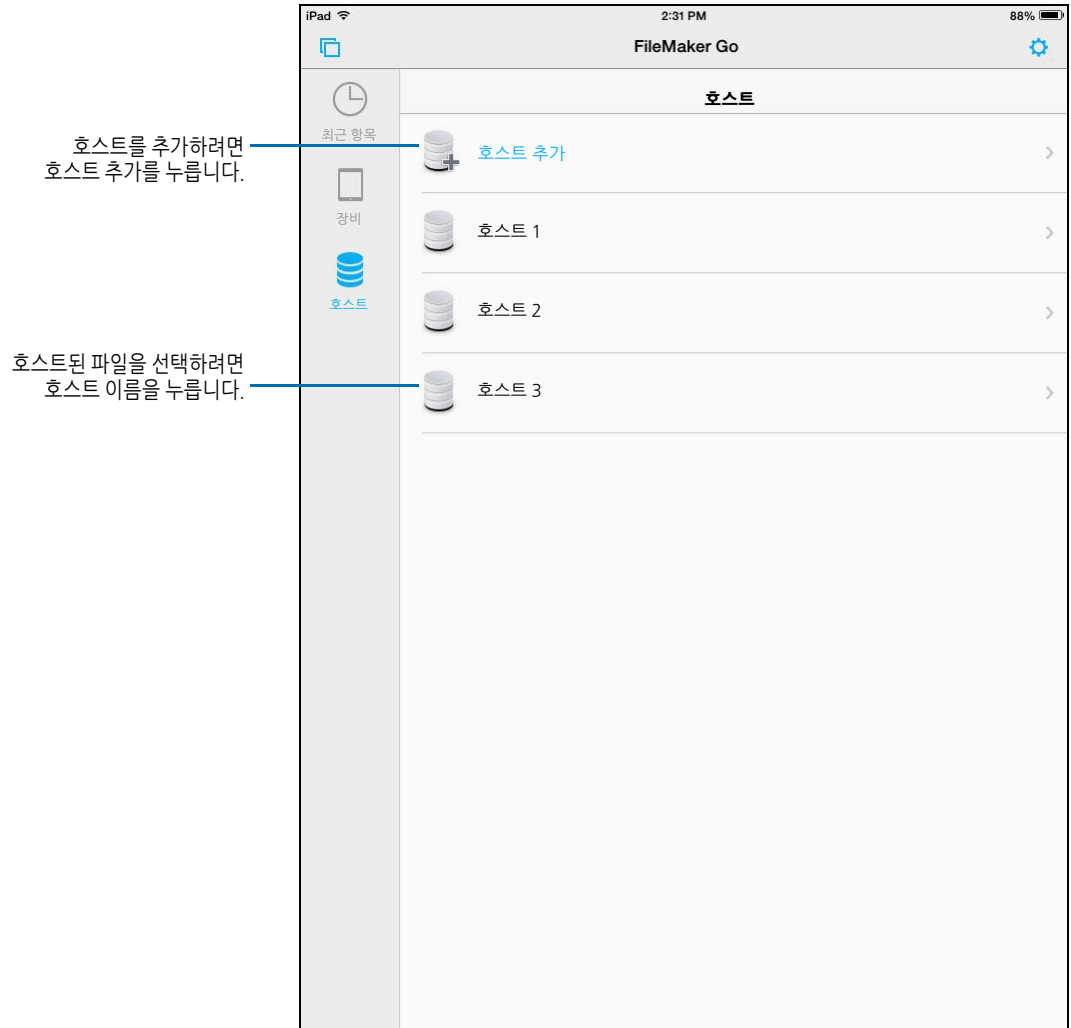 iPad 2:31 PM 88%
FileMaker Go
호스트
최근 항목
장비
호스트
호스트 추가
호스트 1
호스트 2
호스트 3
호스트를 추가하려면
호스트 추가를 누릅니다.
호스트된 파일을 선택하려면
호스트 이름을 누릅니다.